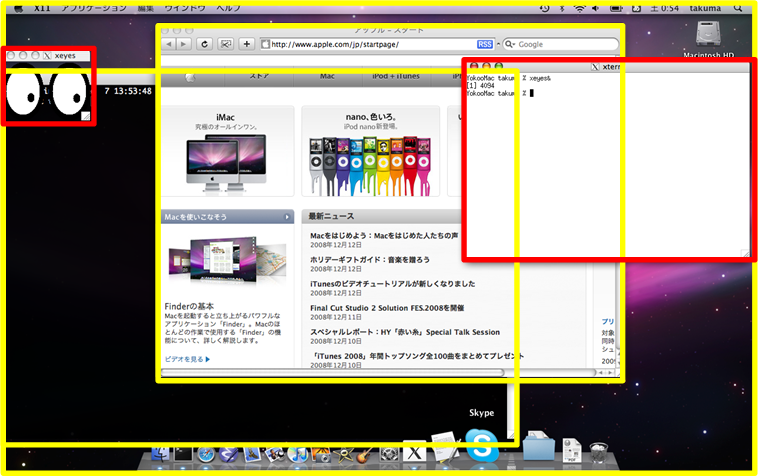 X11 アプリケーション 編集 ウインドウ ヘルプ
土 0:54 takuma
アップル - スタート
http://www.apple.com/jp/startpage/
RSS
Google
Macintosh HD
xeyes
7 13:53:48
ストア Mac iPod + iTunes
xterm
YokooMac takum % xeyes&
[1] 4094
YokooMac takum %
iMac
究極のオールインワン。
nano、色いろ。
iPod nano新登場。
Macを使いこなそう
Finderの基本
Macを起動すると立ち上がるパワフルな
アプリケーション「Finder」。Macのほ
とんどの作業で使用する「Finder」の機
能について、詳しく解説します。
ビデオを見る
最新ニュース
Macをはじめよう：Macをはじめた人たちの声
2008年12月12日
ホリデーギフトガイド：音楽を贈ろう
2008年12月12日
iTunesのビデオチュートリアルが新しくなりました
2008年12月12日
Final Cut Studio 2 Solution FES.2008を開催
2008年12月11日
スペシャルレポート：HY「赤い糸」Special Talk Session
2008年12月10日
「iTunes 2008」年間トップソング全100曲をまとめてプレゼント
2008年12月10日
プリ
対象
同時
シュ
2009
Skype